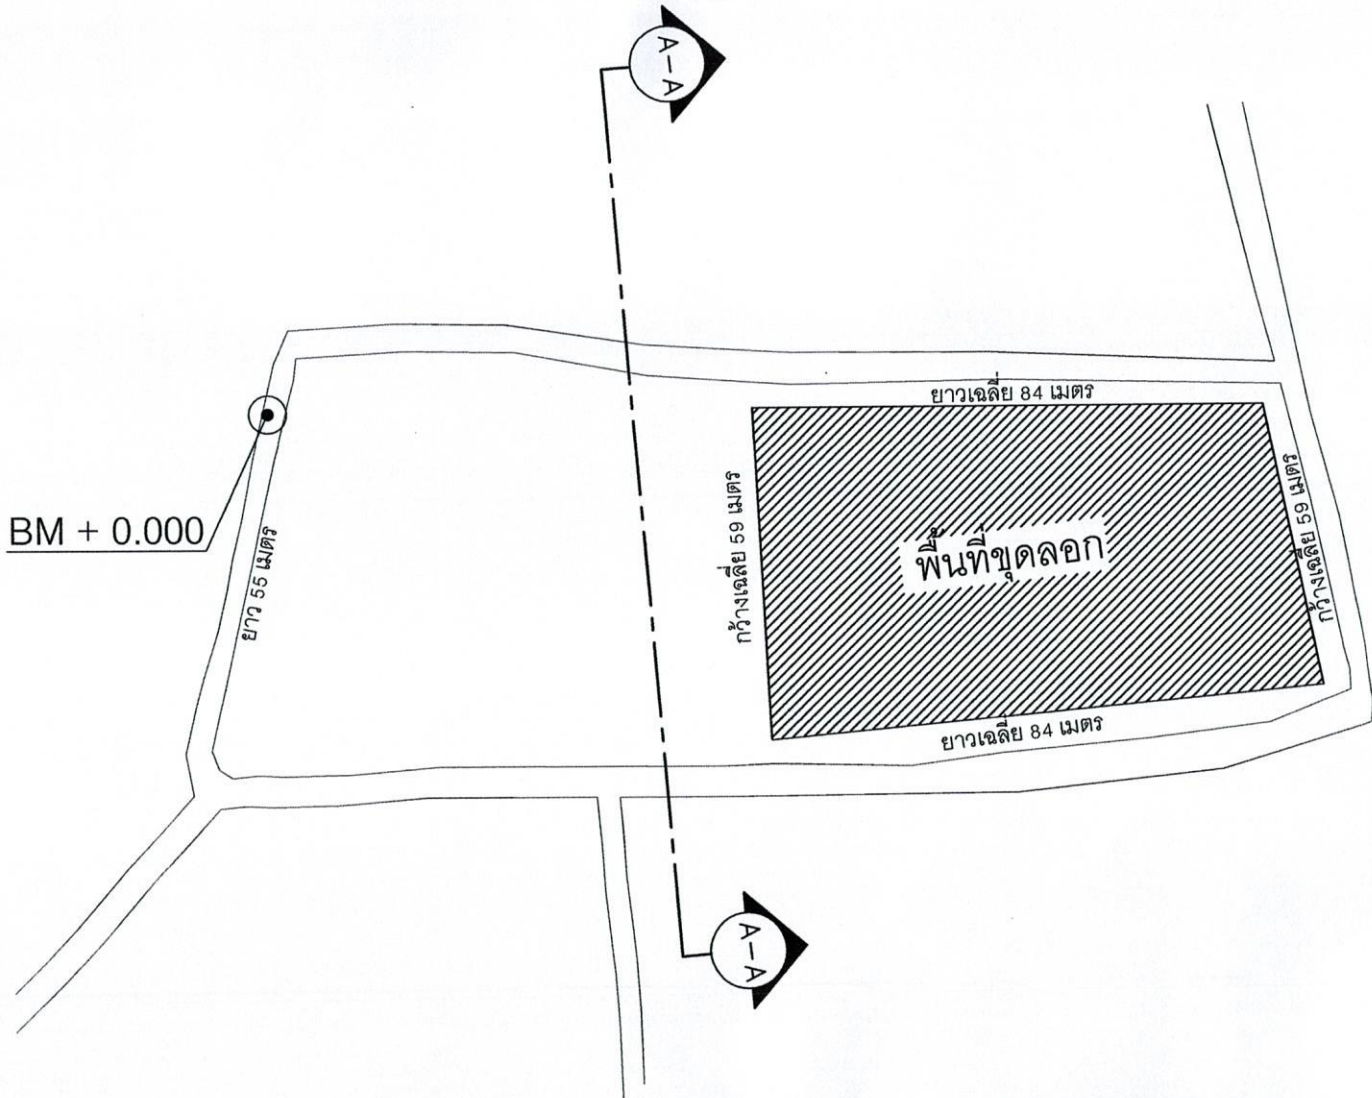 A-A
ยาวเฉลี่ย 84 เมตร
กว้างเฉลี่ย 59 เมตร
กว้างเฉลี่ย 59 เมตร
BM + 0.000
ยาว 55 เมตร
พื้นที่ขุดลอก
ยาวเฉลี่ย 84 เมตร
A-A